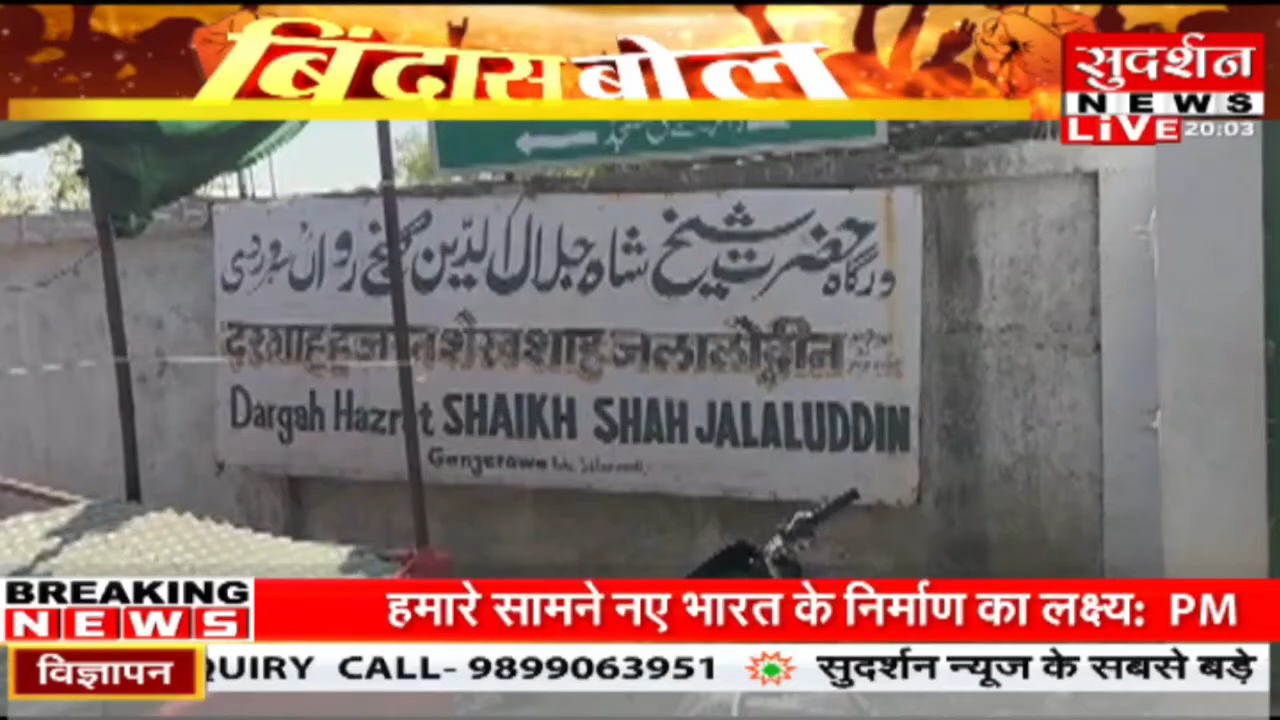 बिंदास बोल
सुदर्शन
NEWS
LiVE 20:03
درگاہ حضرت شیخ شاہ جلال الدین گنج رواں سہروردی
दरगाह हजरत शेख शाह जलालोद्दीन
Dargah Hazrat SHAIKH SHAH JALALUDDIN
BREAKING
NEWS
हमारे सामने नए भारत के निर्माण का लक्ष्य: PM
विज्ञापन
QUIRY CALL- 9899063951 सुदर्शन न्यूज के सबसे बड़े